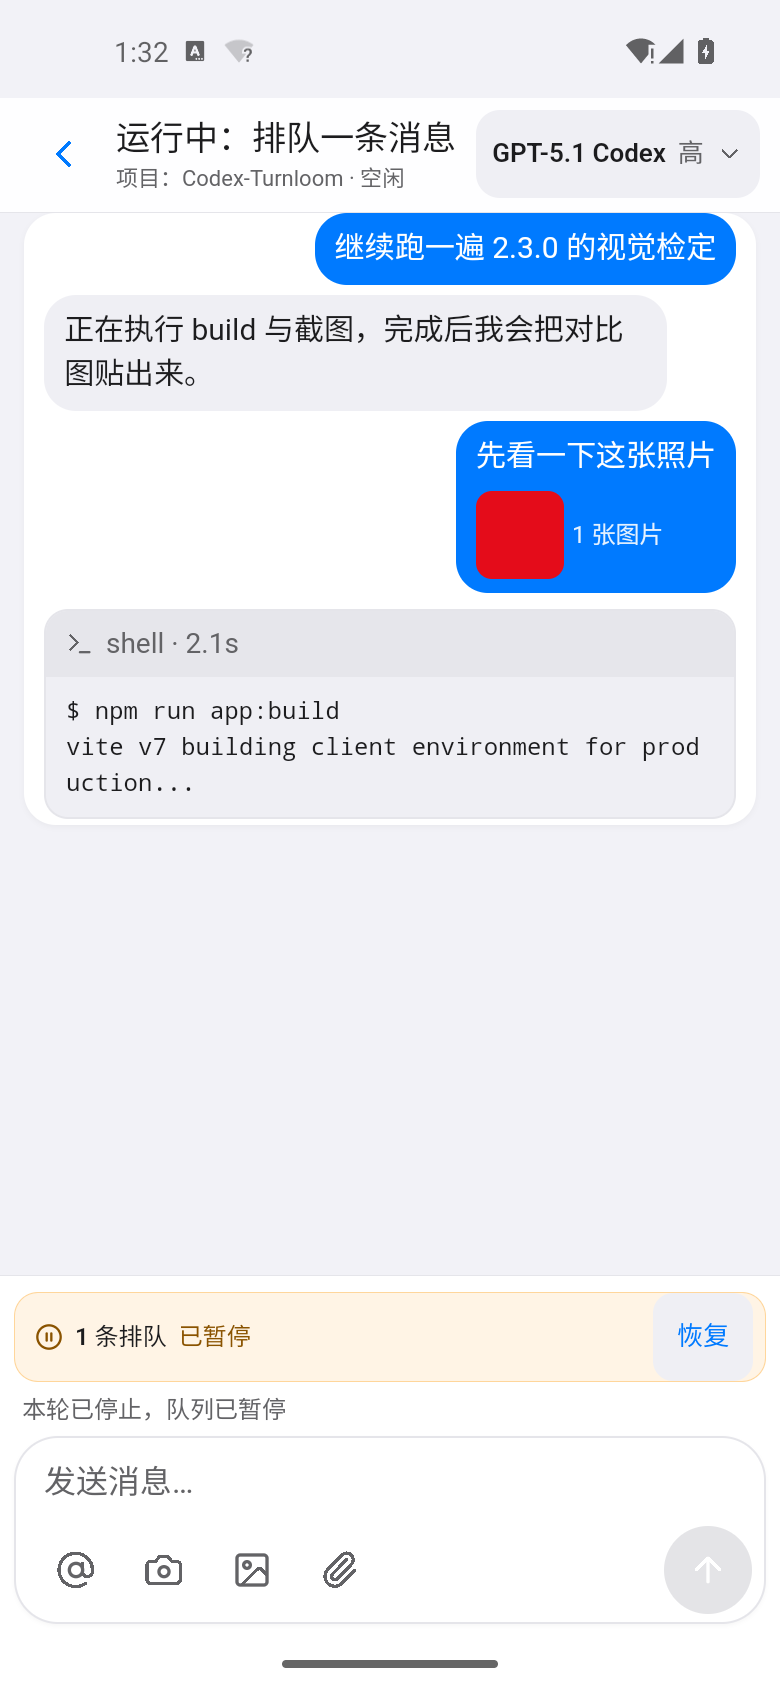 1:32
运行中：排队一条消息
项目：Codex-Turnloom · 空闲
GPT-5.1 Codex 高
继续跑一遍 2.3.0 的视觉检定
正在执行 build 与截图，完成后我会把对比
图贴出来。
先看一下这张照片
1 张图片
shell · 2.1s
$ npm run app:build
vite v7 building client environment for prod
uction...
1 条排队 已暂停
恢复
本轮已停止，队列已暂停
发送消息...